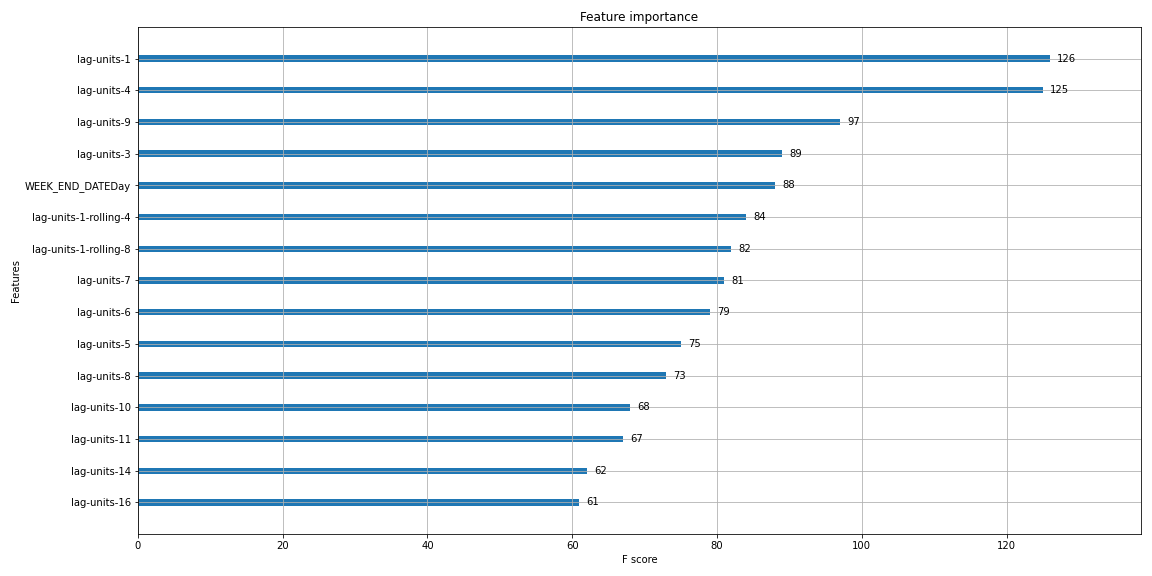 Feature importance
lag-units-1 126
lag-units-4 125
lag-units-9 97
lag-units-3 89
WEEK_END_DATEDay 88
lag-units-1-rolling-4 84
lag-units-1-rolling-8 82
Features
lag-units-7 81
lag-units-6 79
lag-units-5 75
lag-units-8 73
lag-units-10 68
lag-units-11 67
lag-units-14 62
lag-units-16 61
0 20 40 60 80 100 120
F score